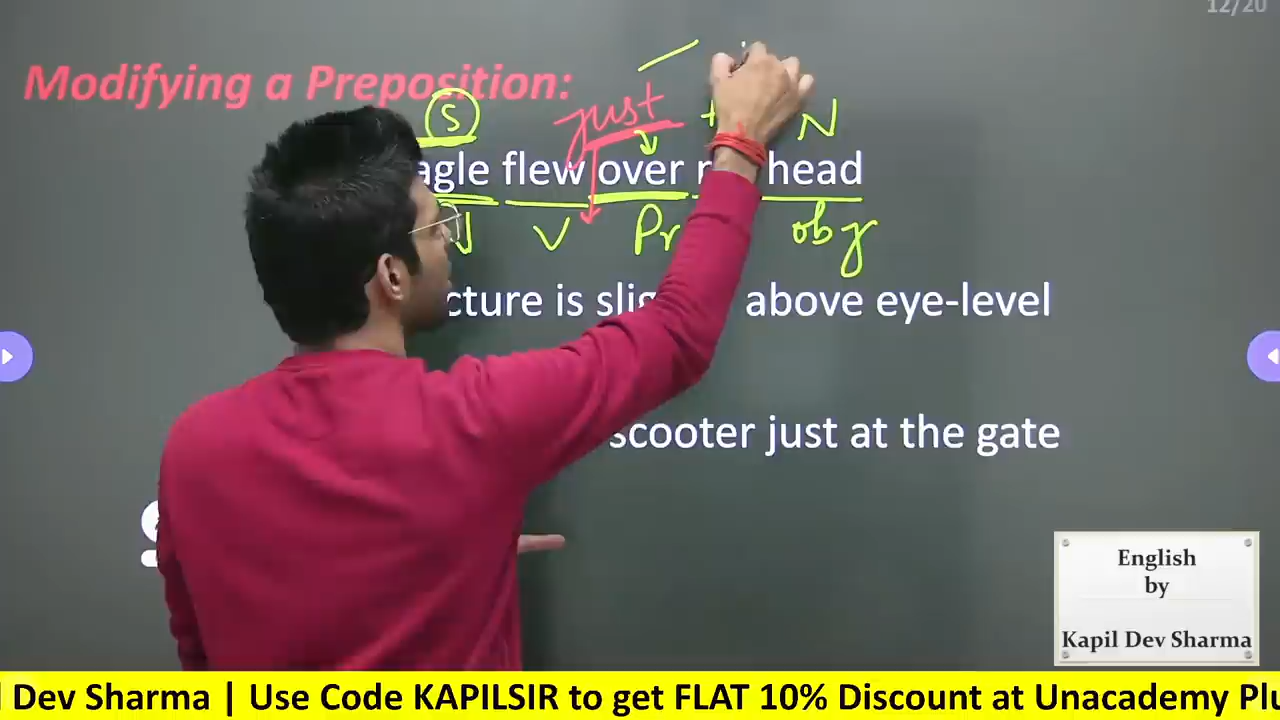 12/20
Modifying a Preposition:
S just N
agle flew over head
V Pr obj
cture is above eye-level
scooter just at the gate
English
by
Kapil Dev Sharma
Dev Sharma | Use Code KAPILSIR to get FLAT 10% Discount at Unacademy